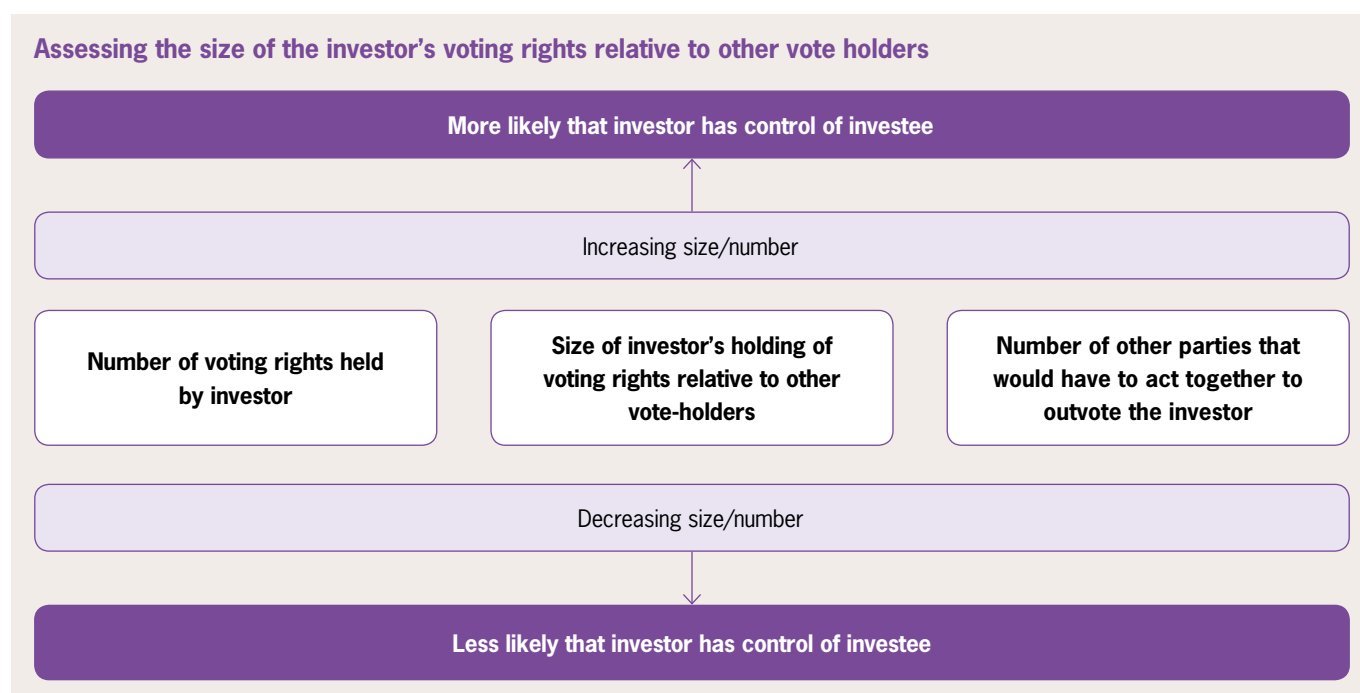 Assessing the size of the investor’s voting rights relative to other vote holders
More likely that investor has control of investee
Increasing size/number
Number of voting rights held
by investor
Size of investor’s holding of
voting rights relative to other
vote-holders
Number of other parties that
would have to act together to
outvote the investor
Decreasing size/number
Less likely that investor has control of investee